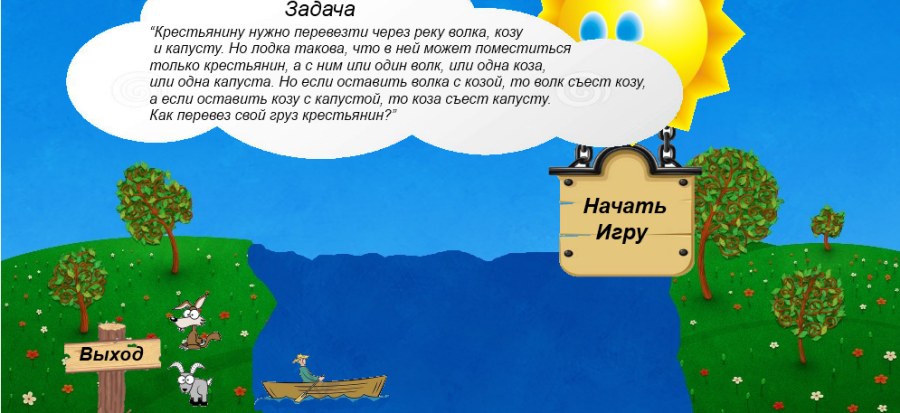 Задача
“Крестьянину нужно перевезти через реку волка, козу
и капусту. Но лодка такова, что в ней может поместиться
только крестьянин, а с ним или один волк, или одна коза,
или одна капуста. Но если оставить волка с козой, то волк съест козу,
а если оставить козу с капустой, то коза съест капусту.
Как перевез свой груз крестьянин?”
Начать
Игру
Выход